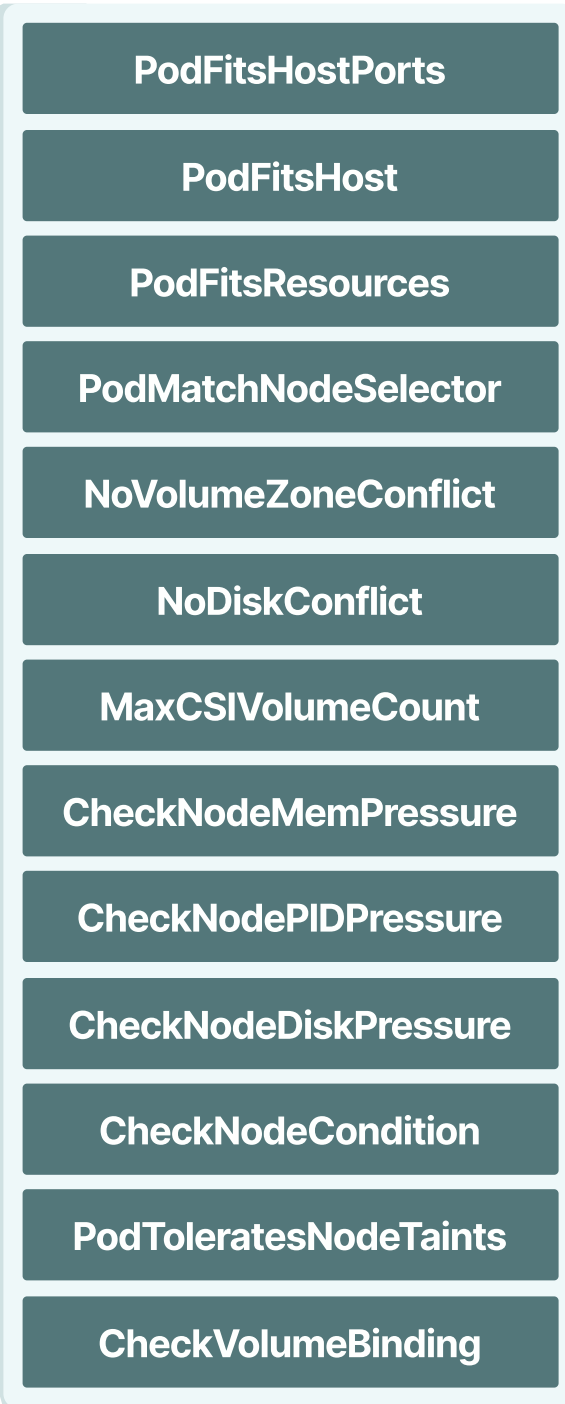 PodFitsHostPorts
PodFitsHost
PodFitsResources
PodMatchNodeSelector
NoVolumeZoneConflict
NoDiskConflict
MaxCSIVolumeCount
CheckNodeMemPressure
CheckNodePIDPressure
CheckNodeDiskPressure
CheckNodeCondition
PodToleratesNodeTaints
CheckVolumeBinding